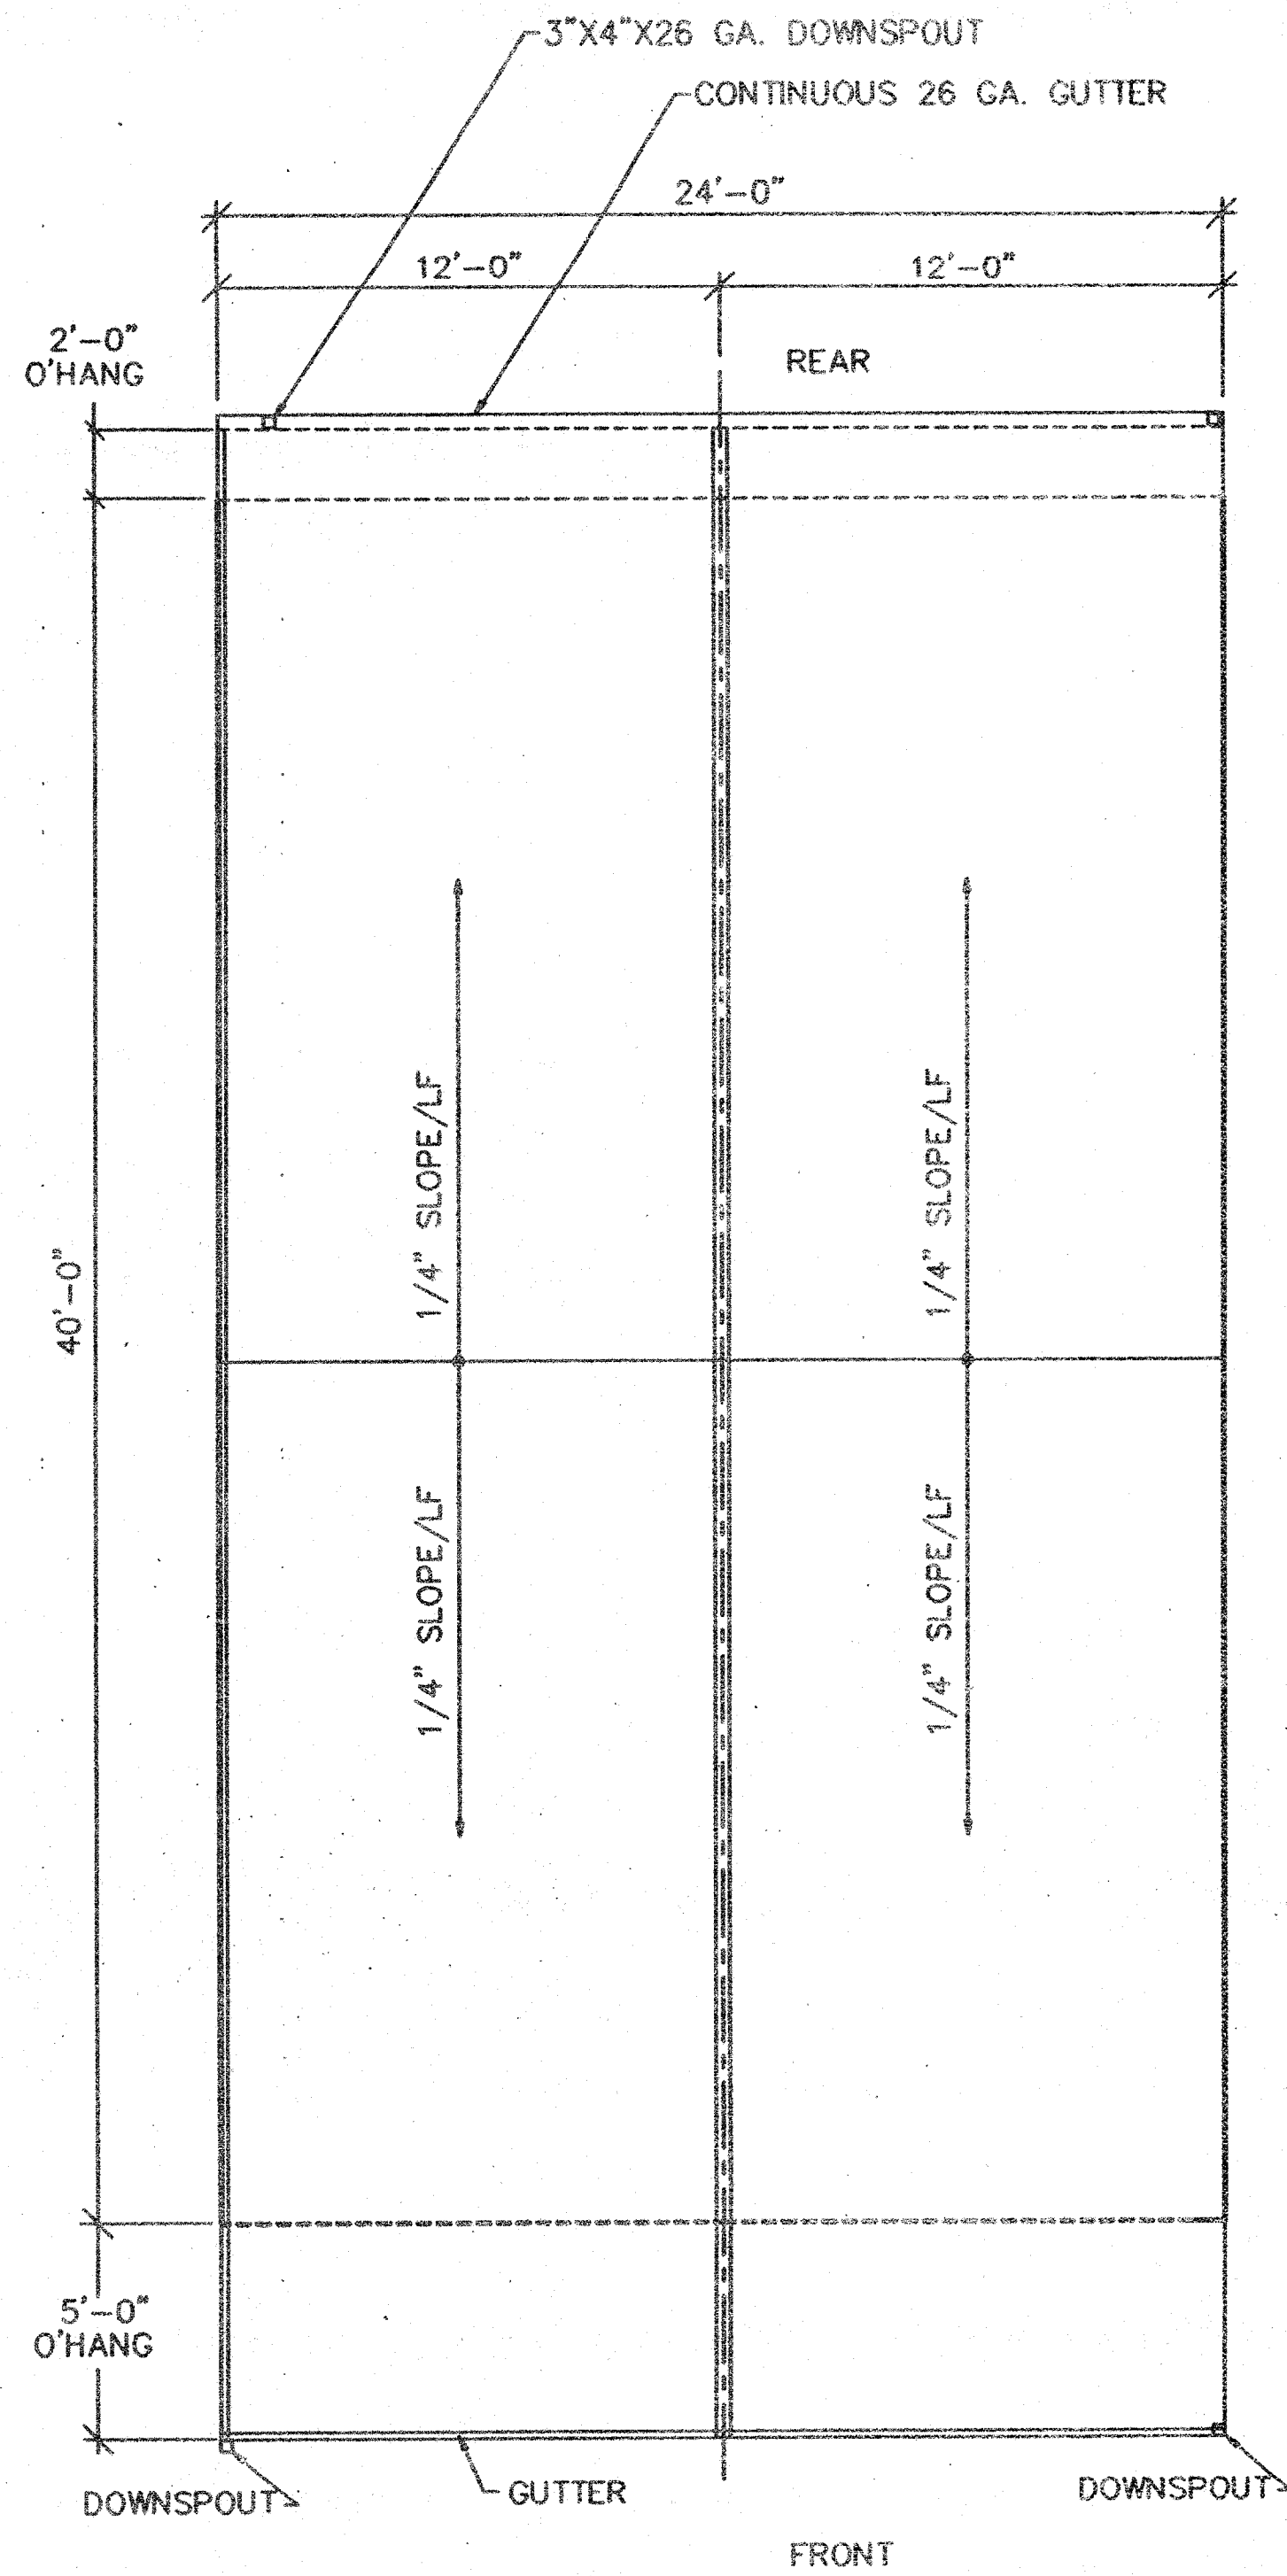 3"X4"X26 GA. DOWNSPOUT
CONTINUOUS 26 GA. GUTTER
24'-0"
12'-0"
12'-0"
2'-0"
O'HANG
REAR
1/4" SLOPE/LF
1/4" SLOPE/LF
40'-0"
1/4" SLOPE/LF
1/4" SLOPE/LF
5'-0"
O'HANG
DOWNSPOUT
GUTTER
DOWNSPOUT
FRONT